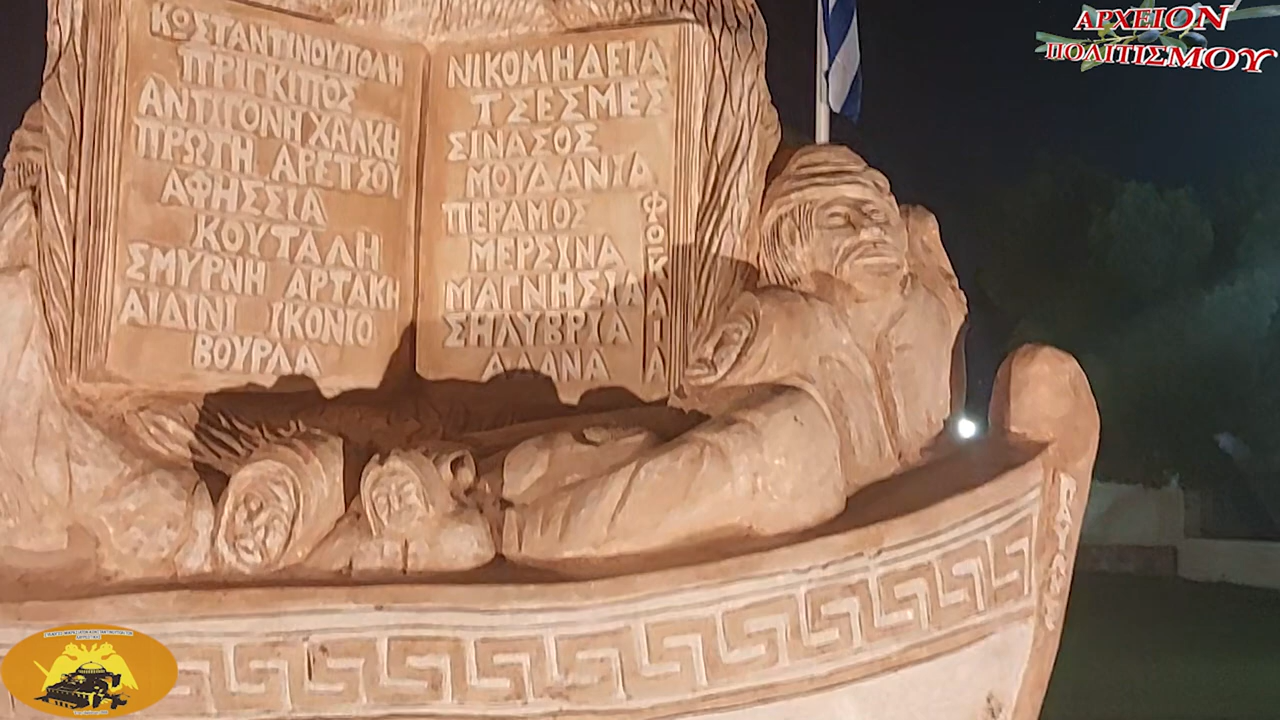 ΚΩΣΤΑΝΤΙΝΟΥΠΟΛΗ
ΠΡΙΓΚΙΠΟΣ
ΑΝΤΙΓΟΝΗ ΧΑΛΚΗ
ΠΡΩΤΗ ΑΡΕΤΣΟΥ
ΑΦΗΣΣΙΑ
ΚΟΥΤΑΛΗ
ΣΜΥΡΝΗ ΑΡΤΑΚΗ
ΑΙΔΙΝΙ ΙΚΟΝΙΟ
ΒΟΥΡΛΑ
ΝΙΚΟΜΗΔΕΙΑ
ΤΣΕΣΜΕΣ
ΣΙΝΑΣΟΣ
ΜΟΥΔΑΝΙΑ
ΠΕΡΑΜΟΣ
ΜΕΡΣΙΝΑ
ΜΑΓΝΗΣΙΑ
ΣΗΛΥΒΡΙΑ
ΑΔΑΝΑ
ΦΩΚΑΙΑ
ΑΡΧΕΙΟΝ
ΠΟΛΙΤΙΣΜΟΥ